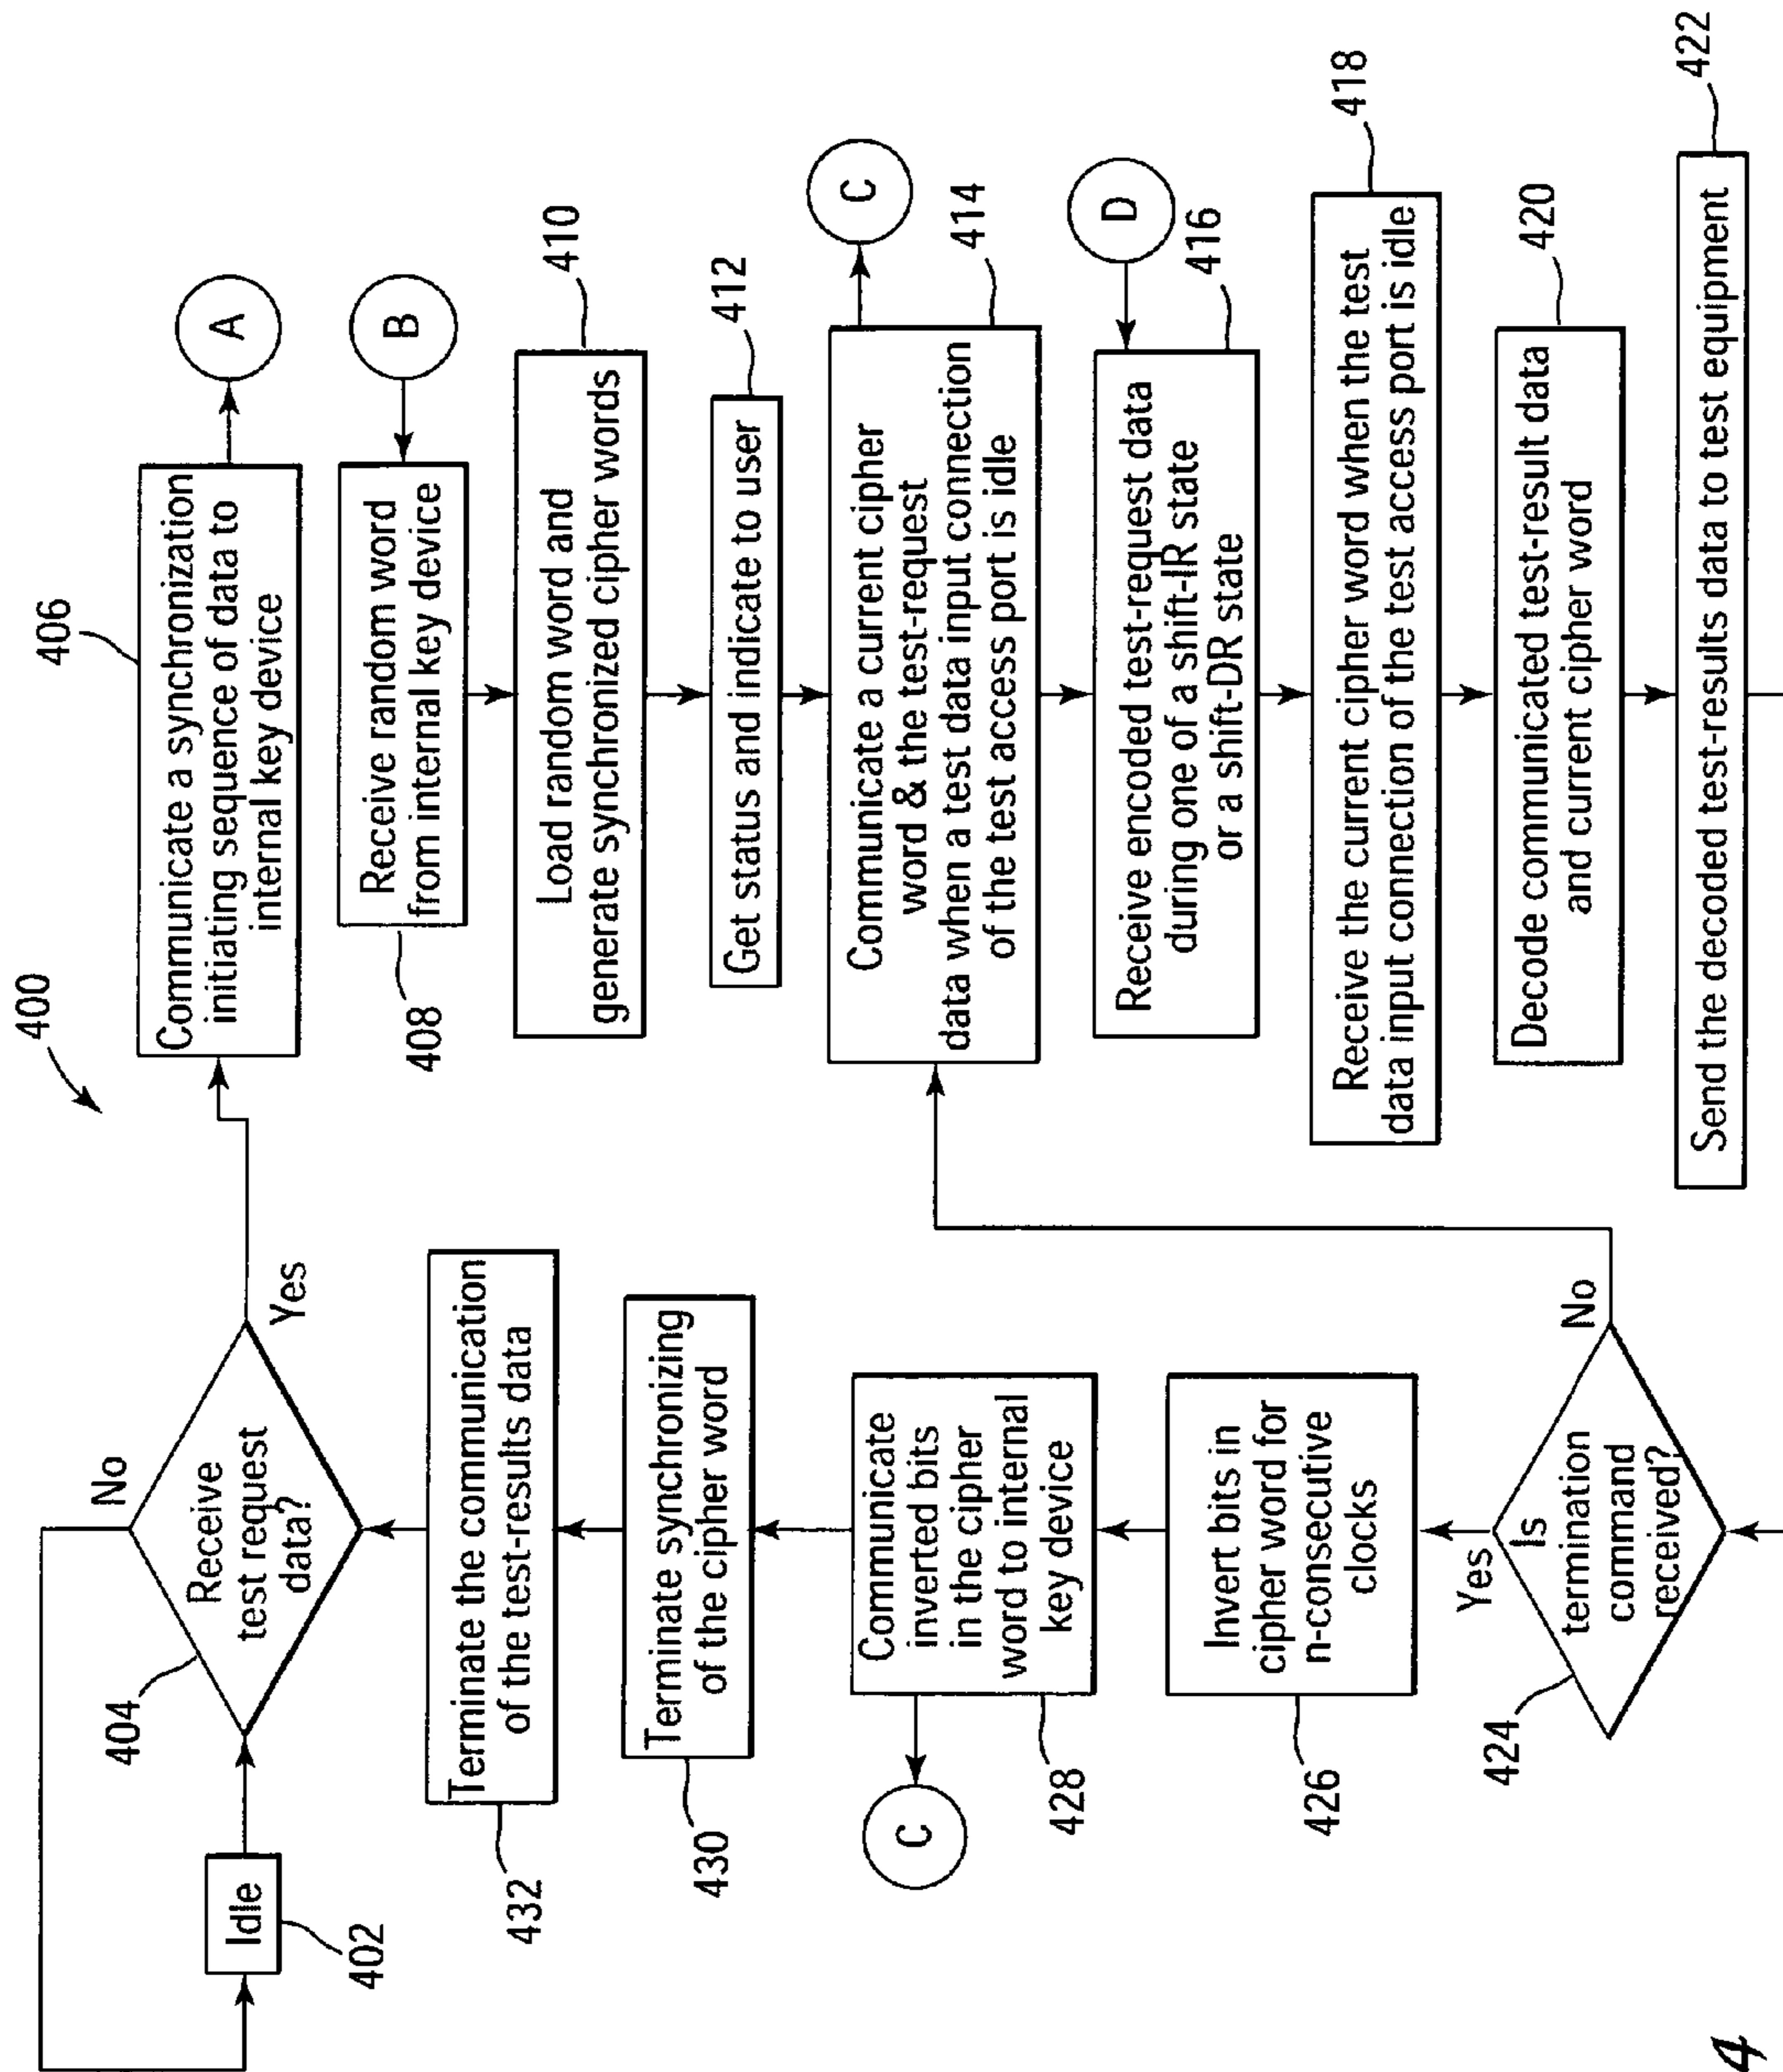 400
Idle
402
404
Receive
test request
data?
No
Yes
406
Communicate a synchronization
initiating sequence of data to
internal key device
A
B
Receive random word
from internal key device
408
Load random word and
generate synchronized cipher words
410
Get status and indicate to user
412
Communicate a current cipher
word & the test-request
data when a test data input connection
of the test access port is idle
C
414
D
Receive encoded test-request data
during one of a shift-IR state
or a shift-DR state
416
Receive the current cipher word when the test
data input connection of the test access port is idle
418
Decode communicated test-result data
and current cipher word
420
Send the decoded test-results data to test equipment
422
Terminate the communication
of the test-results data
432
Terminate synchronizing
of the cipher word
430
Communicate
inverted bits
in the cipher
word to internal
key device
428
C
Invert bits in
cipher word for
n-consecutive
clocks
426
Yes
Is
termination
command
received?
No
424
4